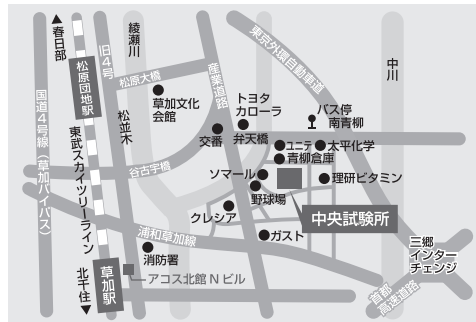 ▲春日部
松原団地駅
旧4号
綾瀬川
松原大橋
産業道路
東京外環自動車道
中川
国道4号線（草加バイパス）
東武スカイツリーライン
松並木
草加文化
会館
トヨタ
カローラ
バス停
南青柳
交番
弁天橋
ユニテ
太平化学
青柳倉庫
谷古宇橋
ソマール
野球場
理研ビタミン
クレシア
中央試験所
浦和草加線
消防署
ガスト
三郷
インター
チェンジ
草加駅
アコス北館Nビル
北千住▼
首都
高速道路